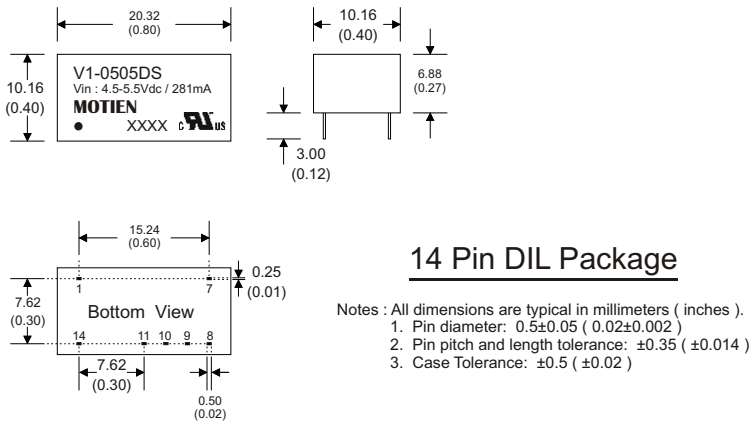 20.32
(0.80)
10.16
(0.40)
10.16
(0.40)
V1-0505DS
Vin : 4.5-5.5Vdc / 281mA
MOTIEN
XXXX c RU us
6.88
(0.27)
3.00
(0.12)
15.24
(0.60)
1 7
0.25
(0.01)
7.62
(0.30)
Bottom View
14 11 10 9 8
7.62
(0.30)
0.50
(0.02)
14 Pin DIL Package
Notes : All dimensions are typical in millimeters ( inches ).
1. Pin diameter: 0.5±0.05 ( 0.02±0.002 )
2. Pin pitch and length tolerance: ±0.35 ( ±0.014 )
3. Case Tolerance: ±0.5 ( ±0.02 )